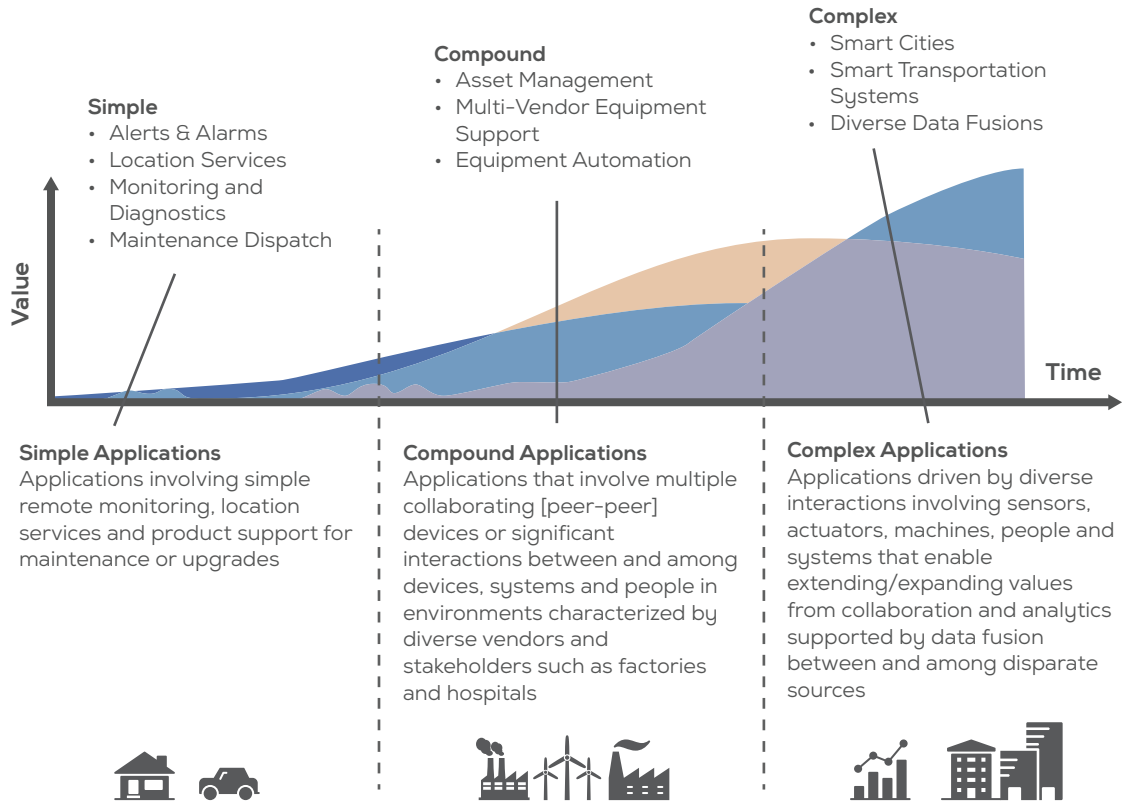 Simple
• Alerts & Alarms
• Location Services
• Monitoring and
Diagnostics
• Maintenance Dispatch
Compound
• Asset Management
• Multi-Vendor Equipment
Support
• Equipment Automation
Complex
• Smart Cities
• Smart Transportation
Systems
• Diverse Data Fusions
Value
Time
Simple Applications
Applications involving simple
remote monitoring, location
services and product support for
maintenance or upgrades
Compound Applications
Applications that involve multiple
collaborating [peer-peer]
devices or significant
interactions between and among
devices, systems and people in
environments characterized by
diverse vendors and
stakeholders such as factories
and hospitals
Complex Applications
Applications driven by diverse
interactions involving sensors,
actuators, machines, people and
systems that enable
extending/expanding values
from collaboration and analytics
supported by data fusion
between and among disparate
sources